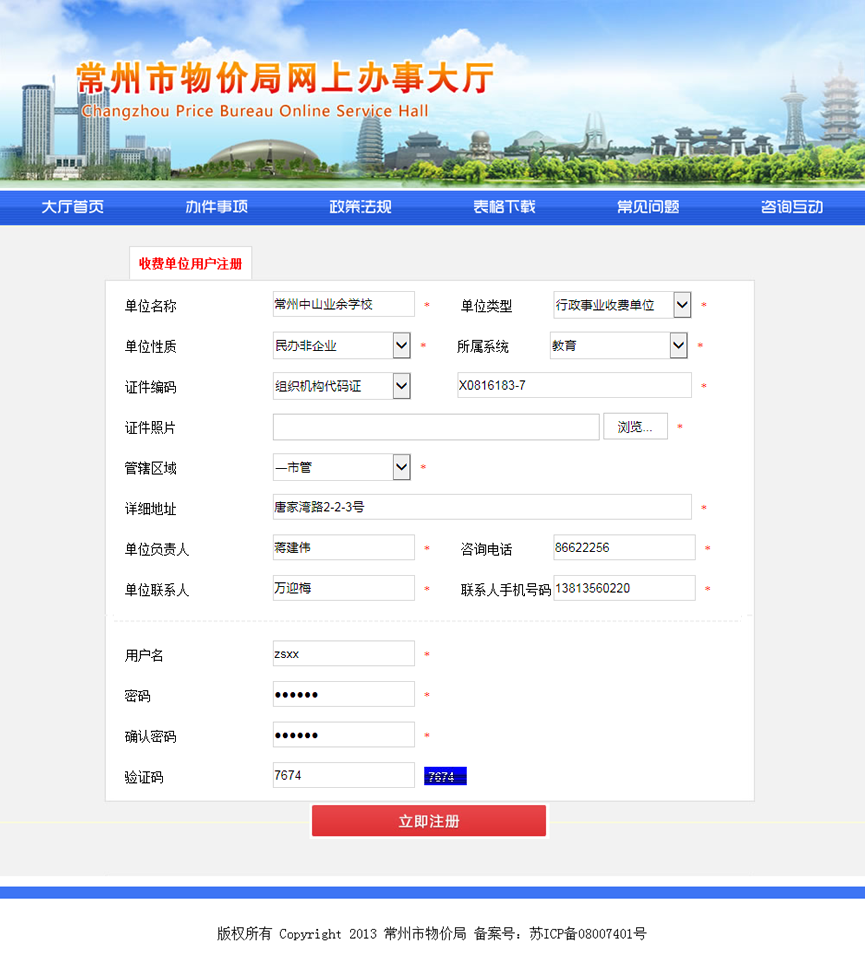 常州市物价局网上办事大厅
Changzhou Price Bureau Online Service Hall
大厅首页 办件事项 政策法规 表格下载 常见问题 咨询互动
收费单位用户注册
单位名称 常州中山业余学校 * 单位类型 行政事业收费单位 *
单位性质 民办非企业 * 所属系统 教育 *
证件编码 组织机构代码证 X0816183-7 *
证件照片 浏览... *
管辖区域 —市管 *
详细地址 唐家湾路2-2-3号 *
单位负责人 蒋建伟 * 咨询电话 86622256 *
单位联系人 万迎梅 * 联系人手机号码 13813560220 *
用户名 zsxx *
密码 ●●●●●● *
确认密码 ●●●●●● *
验证码 7674 7674
立即注册
版权所有 Copyright 2013 常州市物价局 备案号：苏ICP备08007401号